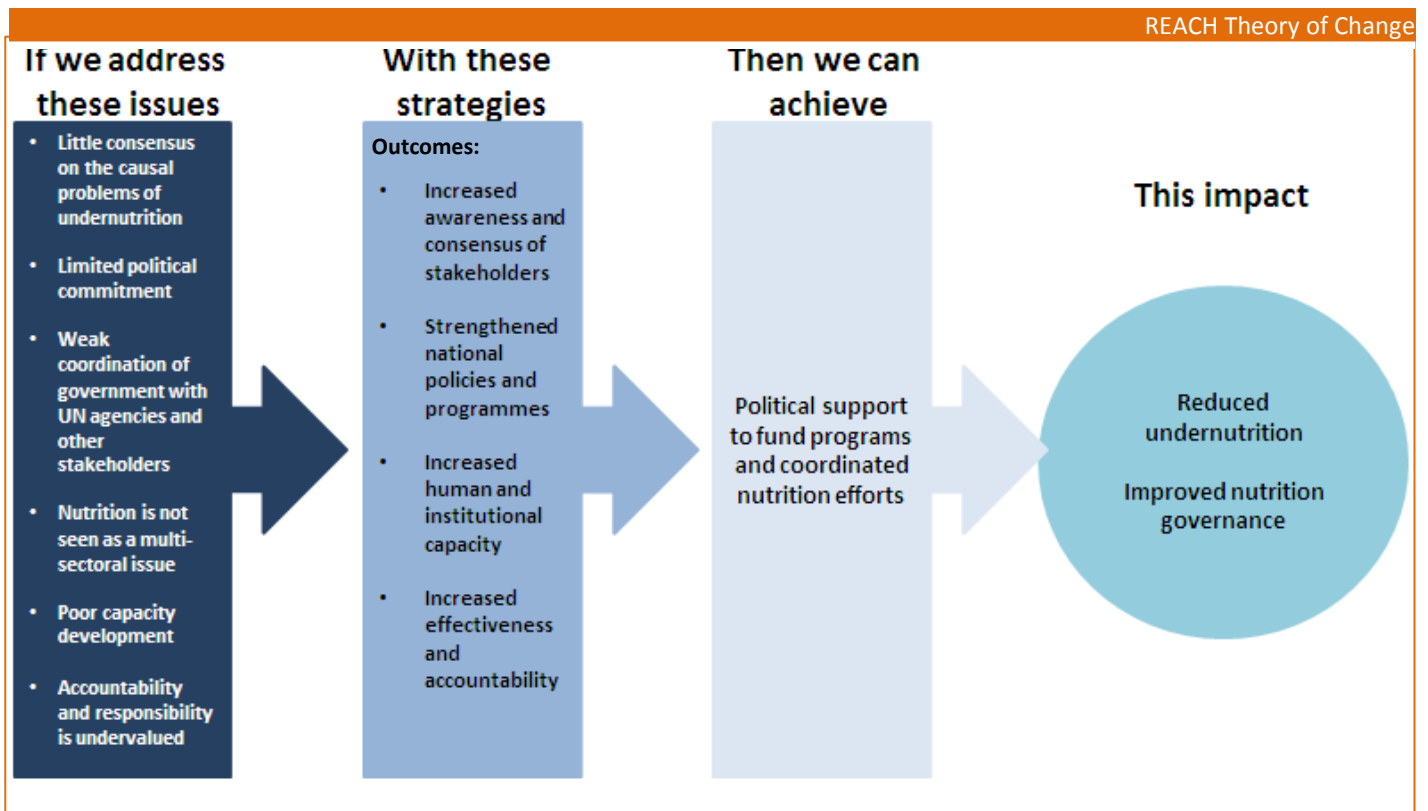 REACH Theory of Change
If we address
these issues
• Little consensus
on the causal
problems of
undernutrition
• Limited political
commitment
• Weak
coordination of
government with
UN agencies and
other
stakeholders
• Nutrition is not
seen as a multi-
sectoral issue
• Poor capacity
development
• Accountability
and responsibility
is undervalued
With these
strategies
Outcomes:
• Increased
awareness and
consensus of
stakeholders
• Strengthened
national
policies and
programmes
• Increased
human and
institutional
capacity
• Increased
effectiveness
and
accountability
Then we can
achieve
Political support
to fund programs
and coordinated
nutrition efforts
This impact
Reduced
undernutrition
Improved nutrition
governance